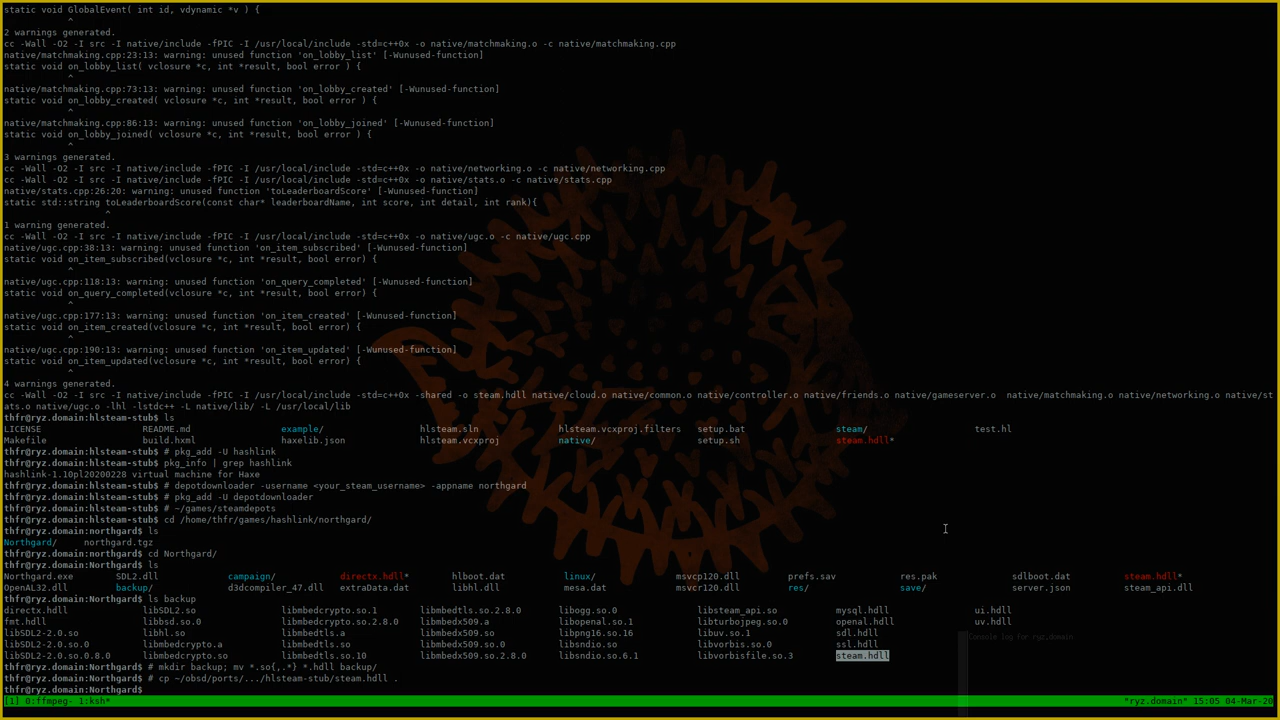 static void GlobalEvent( int id, vdynamic *v ) {
            ^
2 warnings generated.
cc -Wall -O2 -I src -I native/include -fPIC -I /usr/local/include -std=c++0x -o native/matchmaking.o -c native/matchmaking.cpp
native/matchmaking.cpp:23:13: warning: unused function 'on_lobby_list' [-Wunused-function]
static void on_lobby_list( vclosure *c, int *result, bool error ) {
            ^
native/matchmaking.cpp:73:13: warning: unused function 'on_lobby_created' [-Wunused-function]
static void on_lobby_created( vclosure *c, int *result, bool error ) {
            ^
native/matchmaking.cpp:86:13: warning: unused function 'on_lobby_joined' [-Wunused-function]
static void on_lobby_joined( vclosure *c, int *result, bool error ) {
            ^
3 warnings generated.
cc -Wall -O2 -I src -I native/include -fPIC -I /usr/local/include -std=c++0x -o native/networking.o -c native/networking.cpp
cc -Wall -O2 -I src -I native/include -fPIC -I /usr/local/include -std=c++0x -o native/stats.o -c native/stats.cpp
native/stats.cpp:26:20: warning: unused function 'toLeaderboardScore' [-Wunused-function]
static std::string toLeaderboardScore(const char* leaderboardName, int score, int detail, int rank){
                   ^
1 warning generated.
cc -Wall -O2 -I src -I native/include -fPIC -I /usr/local/include -std=c++0x -o native/ugc.o -c native/ugc.cpp
native/ugc.cpp:38:13: warning: unused function 'on_item_subscribed' [-Wunused-function]
static void on_item_subscribed(vclosure *c, int *result, bool error) {
            ^
native/ugc.cpp:118:13: warning: unused function 'on_query_completed' [-Wunused-function]
static void on_query_completed(vclosure *c, int *result, bool error) {
            ^
native/ugc.cpp:177:13: warning: unused function 'on_item_created' [-Wunused-function]
static void on_item_created(vclosure *c, int *result, bool error) {
            ^
native/ugc.cpp:190:13: warning: unused function 'on_item_updated' [-Wunused-function]
static void on_item_updated(vclosure *c, int *result, bool error) {
            ^
4 warnings generated.
cc -Wall -O2 -I src -I native/include -fPIC -I /usr/local/include -std=c++0x -shared -o steam.hdll native/cloud.o native/common.o native/controller.o native/friends.o native/gameserver.o  native/matchmaking.o native/networking.o native/st
ats.o native/ugc.o -lhl -lstdc++ -L native/lib/ -L /usr/local/lib
thfr@ryz.domain:hlsteam-stub$ ls
LICENSE README.md example/ hlsteam.sln hlsteam.vcxproj.filters setup.bat steam/ test.hl
Makefile build.hxml haxelib.json hlsteam.vcxproj native/ setup.sh steam.hdll*
thfr@ryz.domain:hlsteam-stub$ # pkg_add -U hashlink
thfr@ryz.domain:hlsteam-stub$ pkg_info | grep hashlink
hashlink-1.10pl20200228 virtual machine for Haxe
thfr@ryz.domain:hlsteam-stub$ # depotdownloader -username <your_steam_username> -appname northgard
thfr@ryz.domain:hlsteam-stub$ # pkg_add -U depotdownloader
thfr@ryz.domain:hlsteam-stub$ # ~/games/steamdepots
thfr@ryz.domain:hlsteam-stub$ cd /home/thfr/games/hashlink/northgard/
thfr@ryz.domain:northgard$ ls
Northgard/ northgard.tgz
thfr@ryz.domain:northgard$ cd Northgard/
thfr@ryz.domain:Northgard$ ls
Northgard.exe SDL2.dll campaign/ directx.hdll* hlboot.dat linux/ msvcp120.dll prefs.sav res.pak sdlboot.dat steam.hdll*
OpenAL32.dll backup/ d3dcompiler_47.dll extraData.dat libhl.dll mesa.dat msvcr120.dll res/ save/ server.json steam_api.dll
thfr@ryz.domain:Northgard$ ls backup
directx.hdll libSDL2.so libmbedcrypto.so.1 libmbedtls.so.2.8.0 libogg.so.0 libsteam_api.so mysql.hdll ui.hdll
fmt.hdll libbsd.so.0 libmbedcrypto.so.2.8.0 libmbedx509.a libopenal.so.1 libturbojpeg.so.0 openal.hdll uv.hdll
libSDL2-2.0.so libhl.so libmbedtls.a libmbedx509.so libpng16.so.16 libuv.so.1 sdl.hdll
libSDL2-2.0.so.0 libmbedcrypto.a libmbedtls.so libmbedx509.so.0 libsndio.so libvorbis.so.0 ssl.hdll
libSDL2-2.0.so.0.8.0 libmbedcrypto.so libmbedtls.so.10 libmbedx509.so.2.8.0 libsndio.so.6.1 libvorbisfile.so.3 steam.hdll
thfr@ryz.domain:Northgard$ # mkdir backup; mv *.so{,.*} *.hdll backup/
thfr@ryz.domain:Northgard$ # cp ~/obsd/ports/.../hlsteam-stub/steam.hdll .
thfr@ryz.domain:Northgard$
Console log for ryz.domain
[1] 0:ffmpeg- 1:ksh* "ryz.domain" 15:05 04-Mar-20